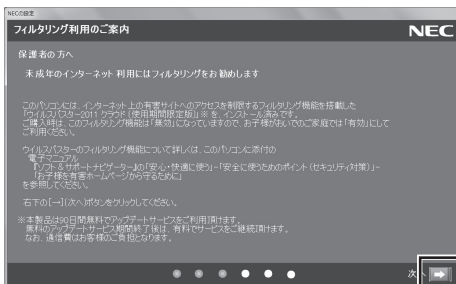 NECの設定
フィルタリング利用のご案内
NEC
保護者の方へ
未成年のインターネット利用にはフィルタリングをお勧めします
このパソコンには、インターネット上の有害サイトへのアクセスを制限するフィルタリング機能を搭載した
「ウイルスバスター2011 クラウド(使用期間限定版)」※ を、インストール済みです。
ご購入時は、このフィルタリング機能は「無効」になっていますので、お子様がおいでのご家庭では「有効」にして
ご利用ください。
ウイルスバスターのフィルタリング機能について詳しくは、このパソコンに添付の
電子マニュアル
『ソフト&サポートナビゲーター』の「安心・快適に使う」-「安全に使うためのポイント(セキュリティ対策)」-
「お子様を有害ホームページから守るために」
を参照してください。
右下の[→](次へ)ボタンをクリックしてください。
※本製品は90日間無料でアップデートサービスをご利用頂けます。
無料のアップデートサービス期間終了後は、有料でサービスをご継続頂けます。
なお、通信費はお客様のご負担となります。
次へ